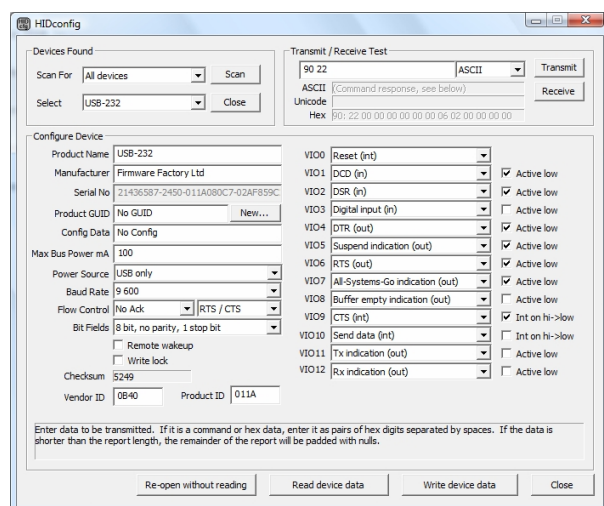 HIDconfig
Devices Found
Scan For All devices Scan
Select USB-232 Close
Transmit / Receive Test
90 22 ASCII Transmit
ASCII (Command response, see below) Receive
Unicode
Hex 90: 22 00 00 00 00 00 00 06 02 00 00 00 00
Configure Device
Product Name USB-232
Manufacturer Firmware Factory Ltd
Serial No 21436587-2450-011A080C7-02AF859C
Product GUID No GUID New...
Config Data No Config
Max Bus Power mA 100
Power Source USB only
Baud Rate 9 600
Flow Control No Ack RTS / CTS
Bit Fields 8 bit, no parity, 1 stop bit
Remote wakeup
Write lock
Checksum 5249
Vendor ID 0B40 Product ID 011A
VIO0 Reset (int)
VIO1 DCD (in) Active low
VIO2 DSR (in) Active low
VIO3 Digital input (in) Active low
VIO4 DTR (out) Active low
VIO5 Suspend indication (out) Active low
VIO6 RTS (out) Active low
VIO7 All-Systems-Go indication (out) Active low
VIO8 Buffer empty indication (out) Active low
VIO9 CTS (int) Int on hi->low
VIO10 Send data (int) Int on hi->low
VIO11 Tx indication (out) Active low
VIO12 Rx indication (out) Active low
Enter data to be transmitted. If it is a command or hex data, enter it as pairs of hex digits separated by spaces. If the data is
shorter than the report length, the remainder of the report will be padded with nulls.
Re-open without reading Read device data Write device data Close